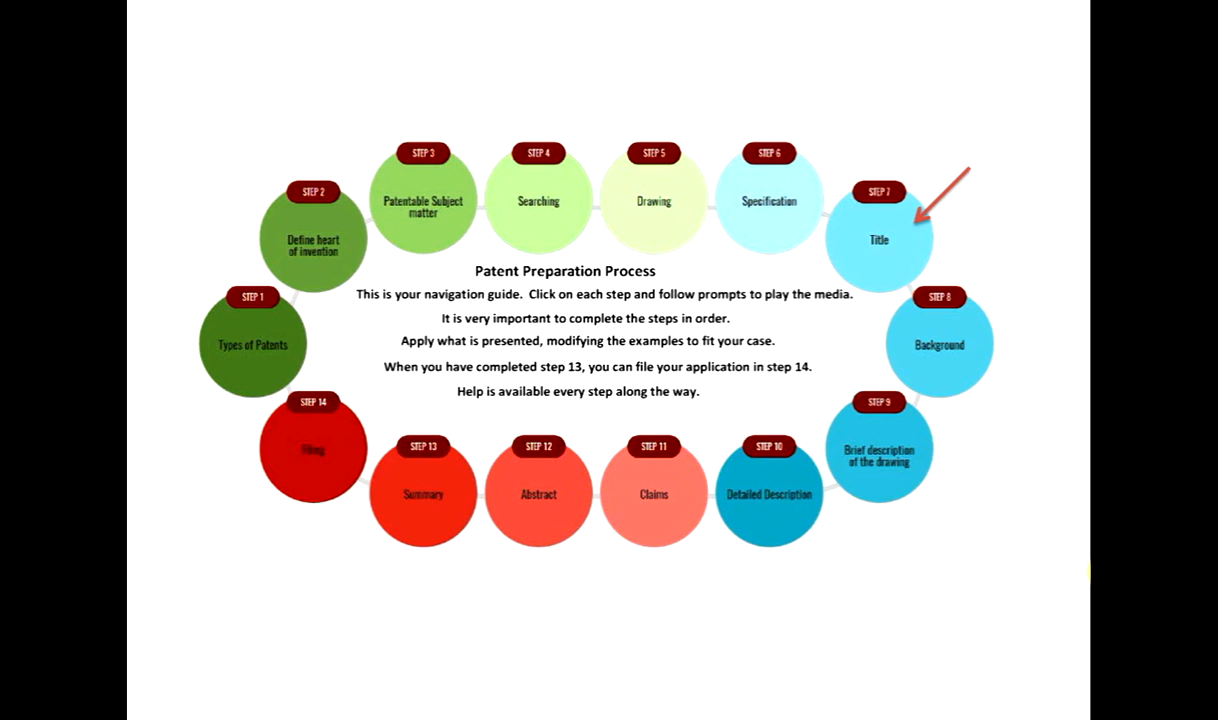 STEP 1
Types of Patents
STEP 2
Define heart
of invention
STEP 3
Patentable Subject
matter
STEP 4
Searching
STEP 5
Drawing
STEP 6
Specification
STEP 7
Title
STEP 8
Background
STEP 9
Brief description
of the drawing
STEP 10
Detailed Description
STEP 11
Claims
STEP 12
Abstract
STEP 13
Summary
STEP 14
Filing
Patent Preparation Process
This is your navigation guide. Click on each step and follow prompts to play the media.
It is very important to complete the steps in order.
Apply what is presented, modifying the examples to fit your case.
When you have completed step 13, you can file your application in step 14.
Help is available every step along the way.